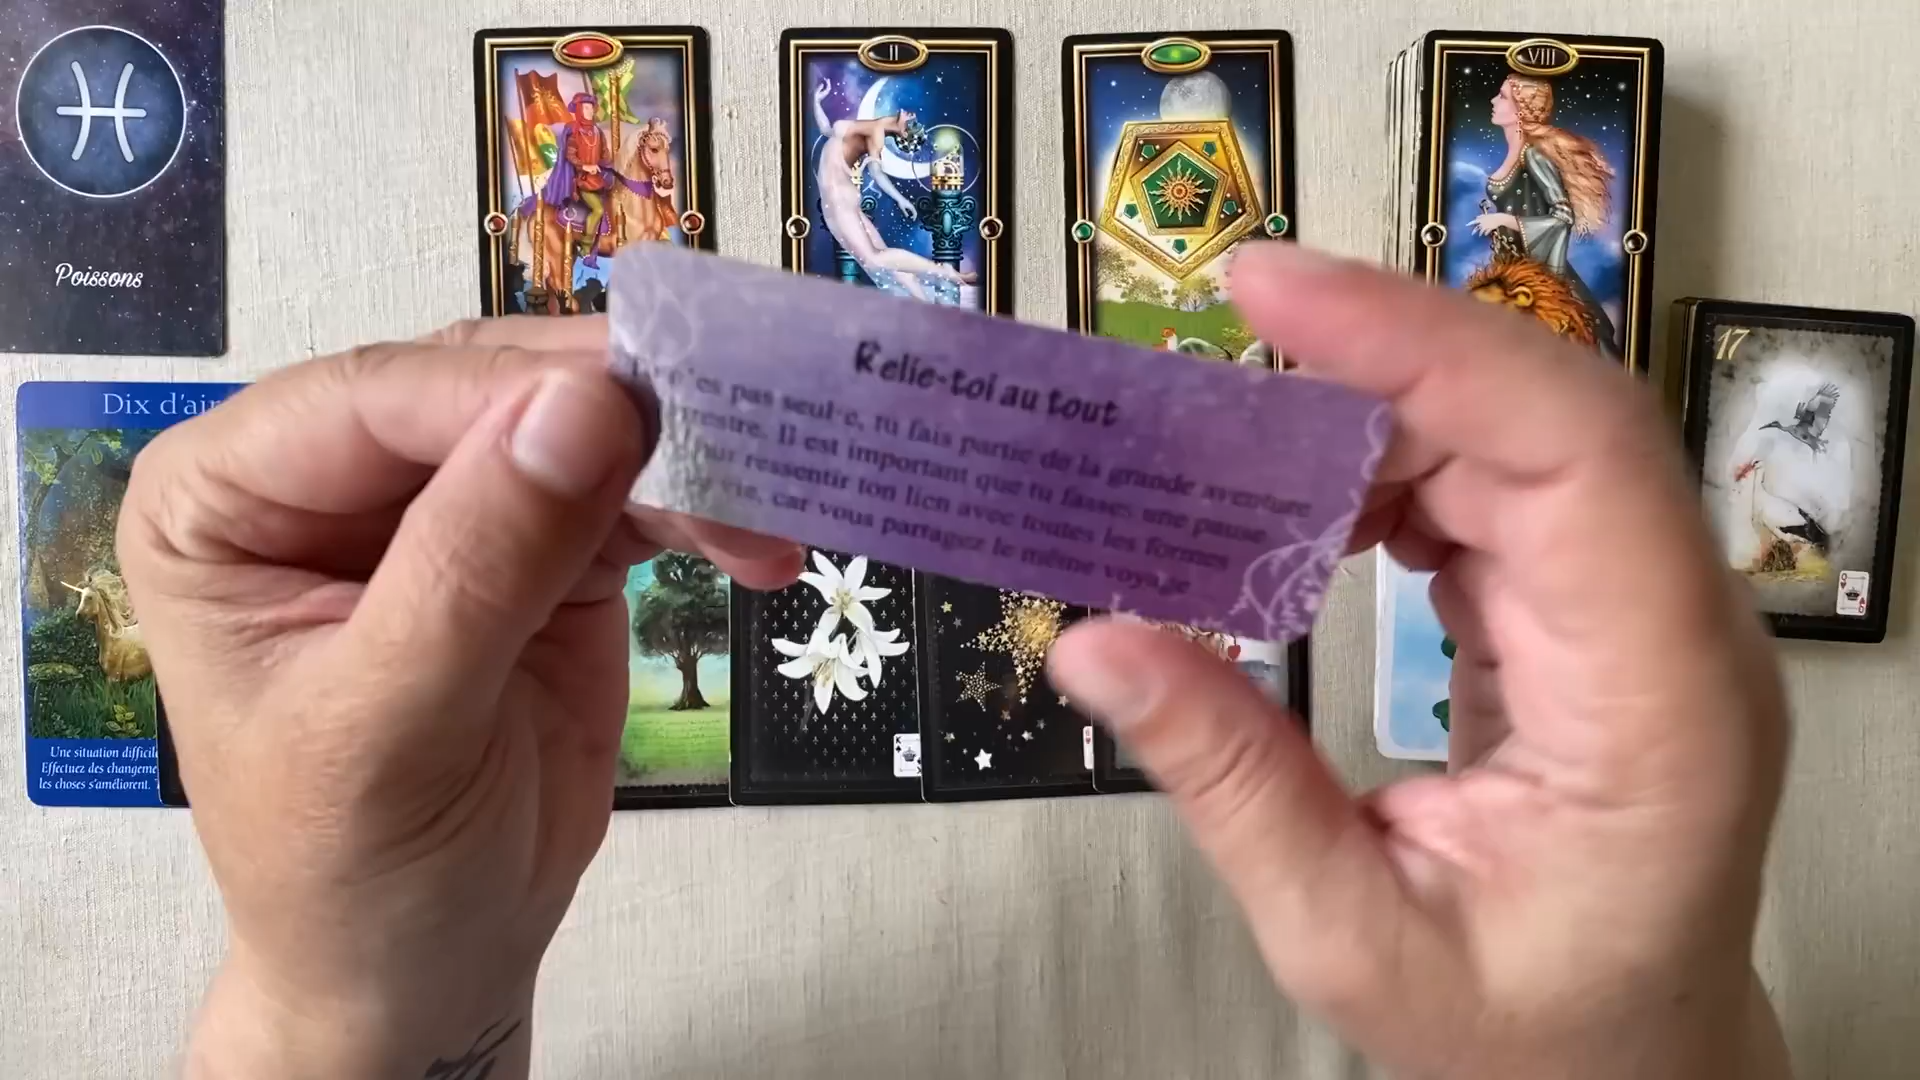 II
VIII
Poissons
17
Relie-toi au tout
n'es pas seul·e, tu fais partie de la grande aventure
terrestre. Il est important que tu fasses une pause
pour ressentir ton lien avec toutes les formes
vie, car vous partagez le même voyage
Dix d'air
Une situation difficil
Effectuez des changeme
les choses s'améliorent.
K